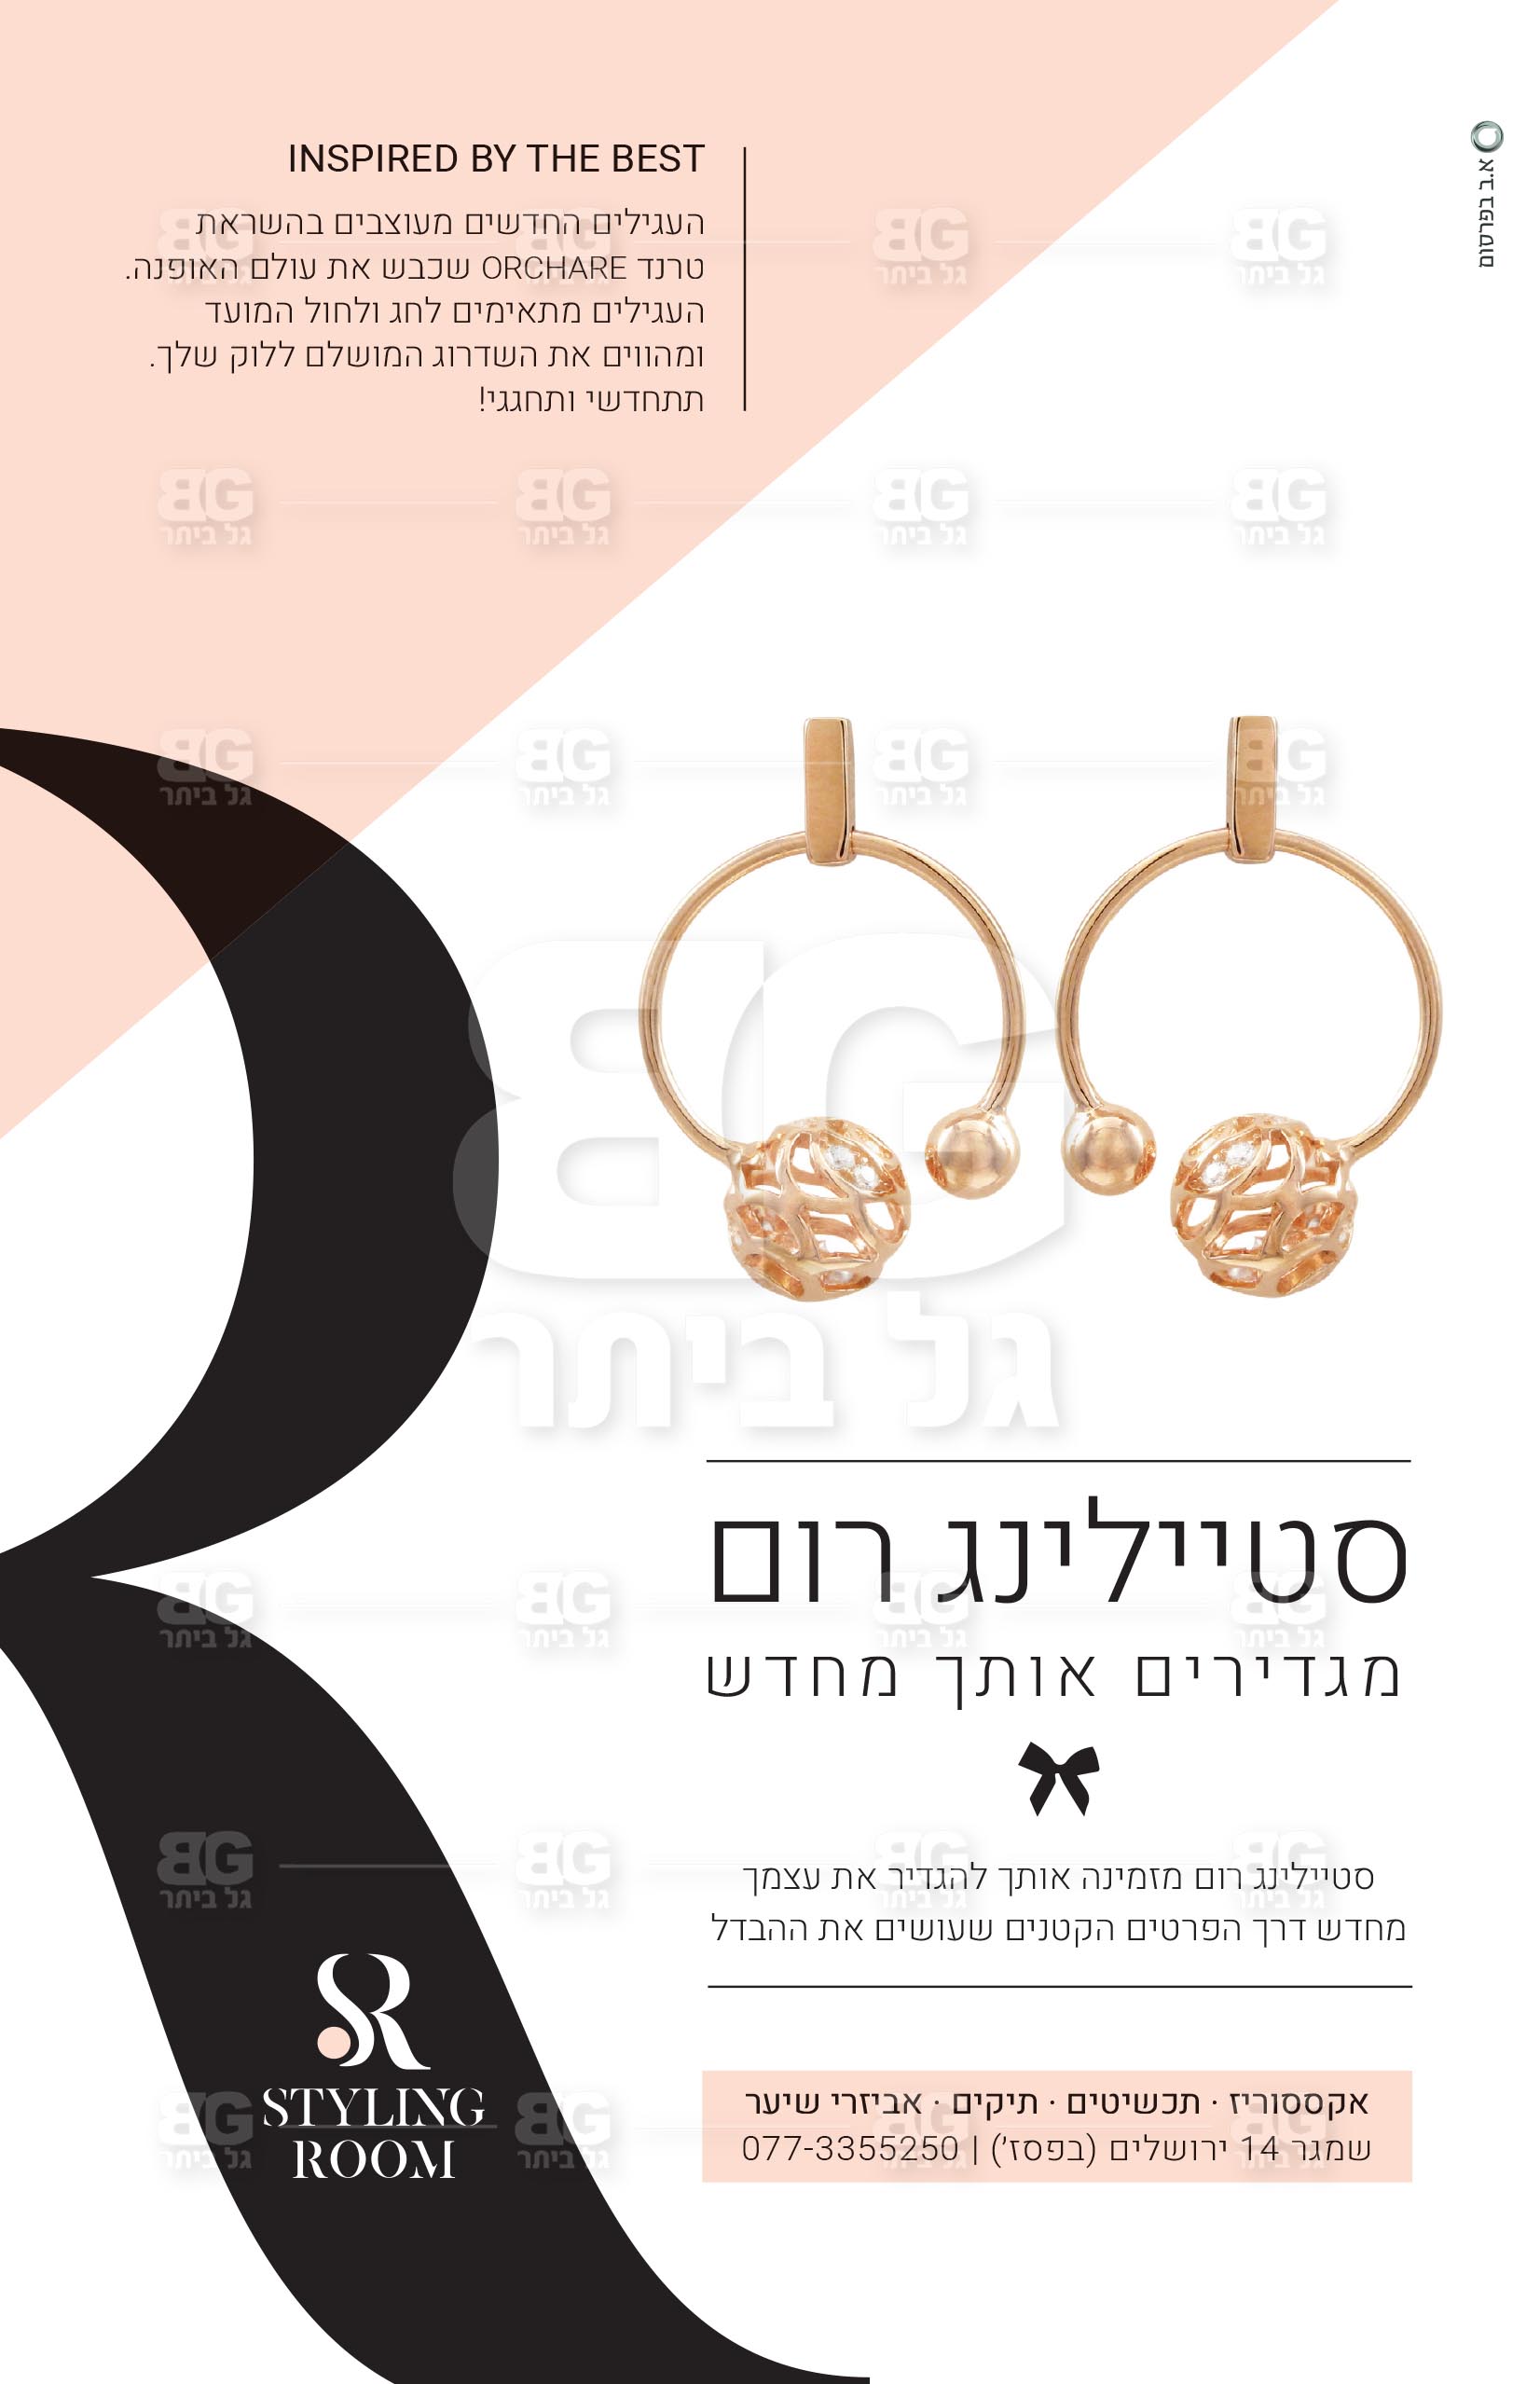 א.ב בפרסום
INSPIRED BY THE BEST
העגילים החדשים מעוצבים בהשראת
טרנד ORCHARE שכבש את עולם האופנה.
העגילים מתאימים לחג ולחול המועד
ומהווים את השדרוג המושלם ללוק שלך.
תתחדשי ותחגגי!
BG
גל ביתר
סטיילינג רום
מגדירים אותך מחדש
סטיילינג רום מזמינה אותך להגדיר את עצמך
מחדש דרך הפרטים הקטנים שעושים את ההבדל
אקססוריז · תכשיטים · תיקים · אביזרי שיער
שמגר 14 ירושלים (בפסז') | 077-3355250
SR
STYLING
ROOM